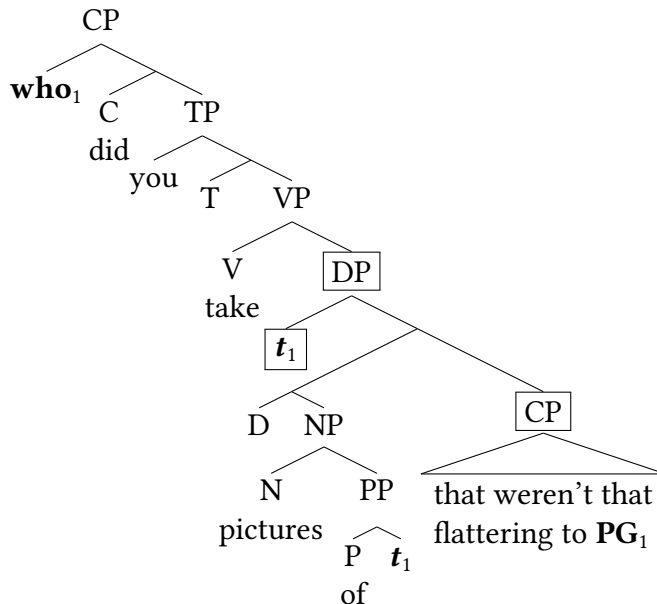 CP
who₁
C TP
did
you
T VP
V DP
take
t₁
D NP CP
N PP that weren't that
pictures flattering to PG₁
P t₁
of